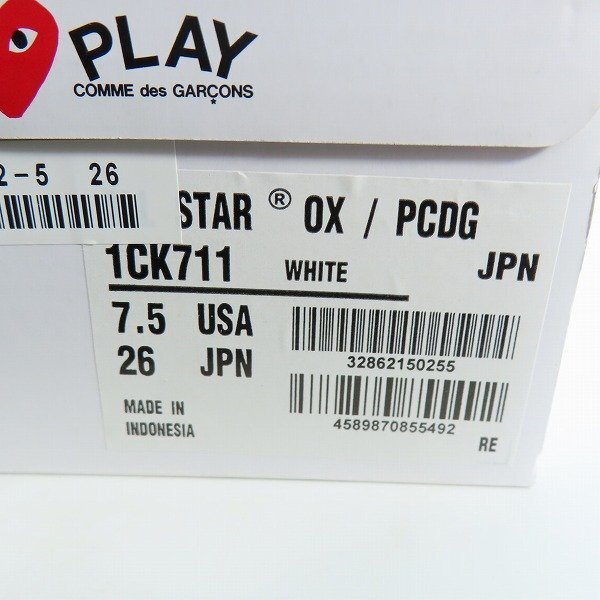 PLAY
COMME des GARÇONS
2-5 26
STAR ® OX / PCDG
1CK711 WHITE JPN
7.5 USA
26 JPN
32862150255
MADE IN
INDONESIA
4589870855492
RE